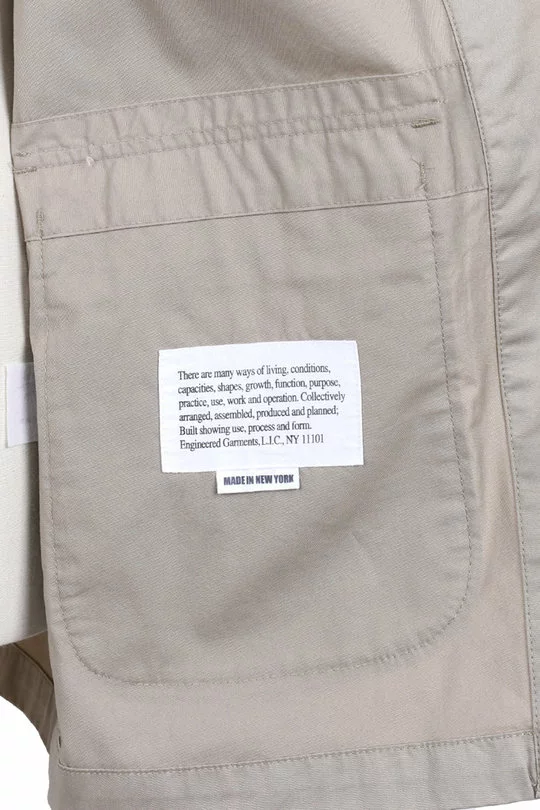 There are many ways of living, conditions,
capacities, shapes, growth, function, purpose,
practice, use, work and operation. Collectively
arranged, assembled, produced and planned;
Built showing use, process and form.
Engineered Garments, L.I.C., NY 11101
MADE IN NEW YORK